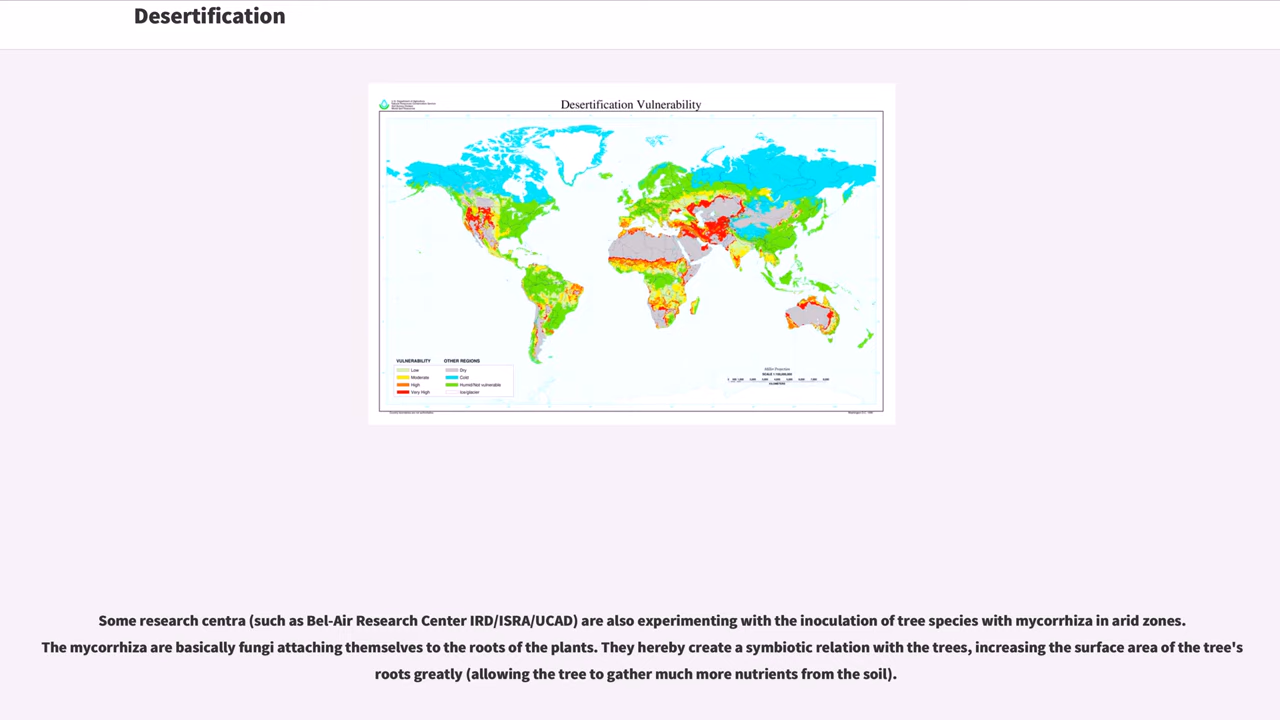 Desertification
Desertification Vulnerability
VULNERABILITY
OTHER REGIONS
Low
Dry
Moderate
Cold
High
Humid/Not vulnerable
Very High
Ice/glacier
KILOMETERS
Some research centra (such as Bel-Air Research Center IRD/ISRA/UCAD) are also experimenting with the inoculation of tree species with mycorrhiza in arid zones.
The mycorrhiza are basically fungi attaching themselves to the roots of the plants. They hereby create a symbiotic relation with the trees, increasing the surface area of the tree's
roots greatly (allowing the tree to gather much more nutrients from the soil).